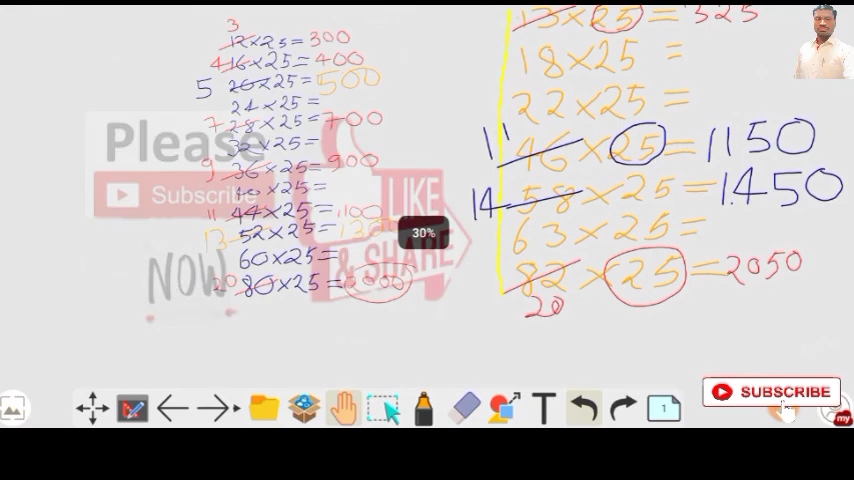 3
12×25=300
4 16×25=400
5 20×25=500
24×25=
7 28×25=700
32×25=
9 36×25=900
×25=
11 44×25=1100
13 52×25=
60×25=
20 80×25=2000
Please
Subscribe
NOW
LIKE
& SHARE
30%
13×25=325
18×25=
22×25=
11 46×25=1150
14 58×25=1450
63×25=
82×25=2050
20
SUBSCRIBE
T
1
my